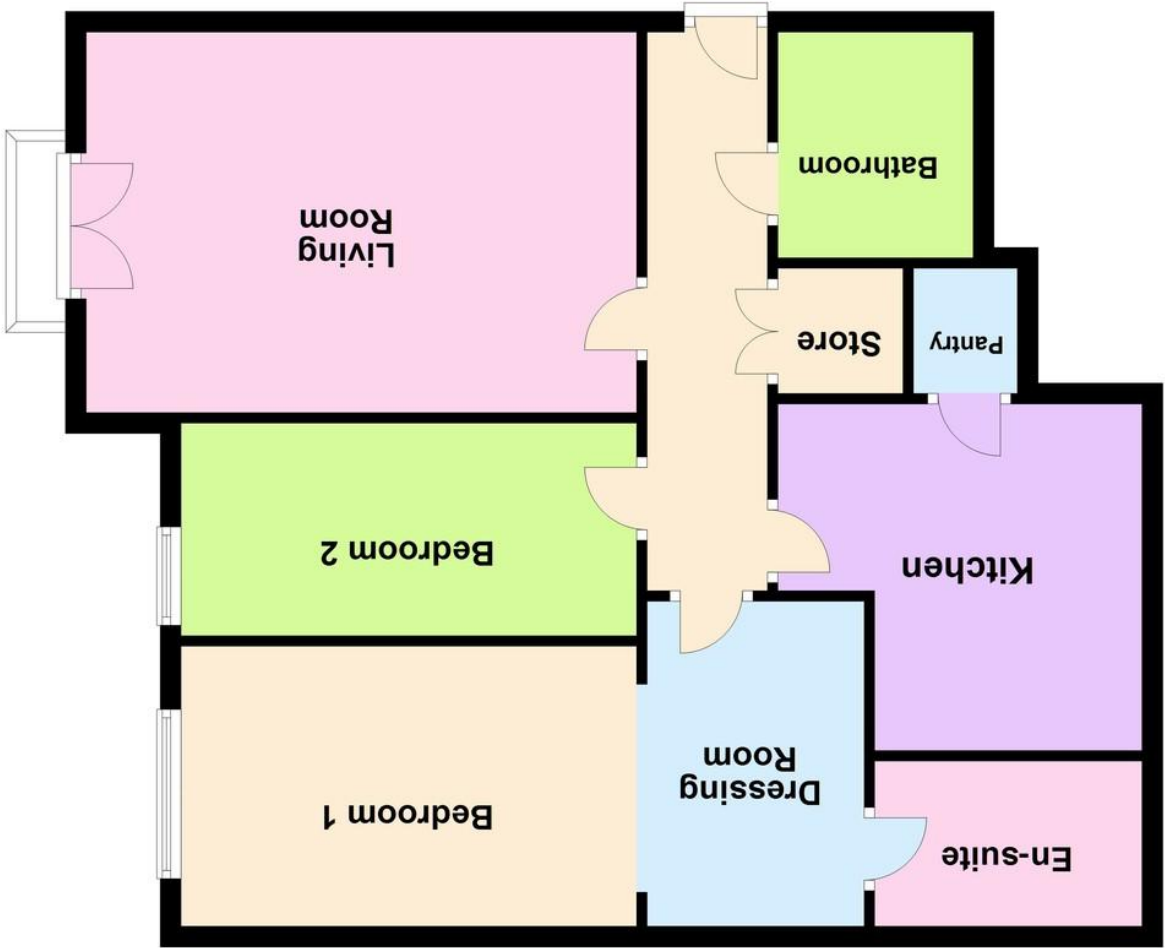 En-suite
Dressing
Room
Bedroom 1
Kitchen
Bedroom 2
Pantry
Store
Living
Room
Bathroom